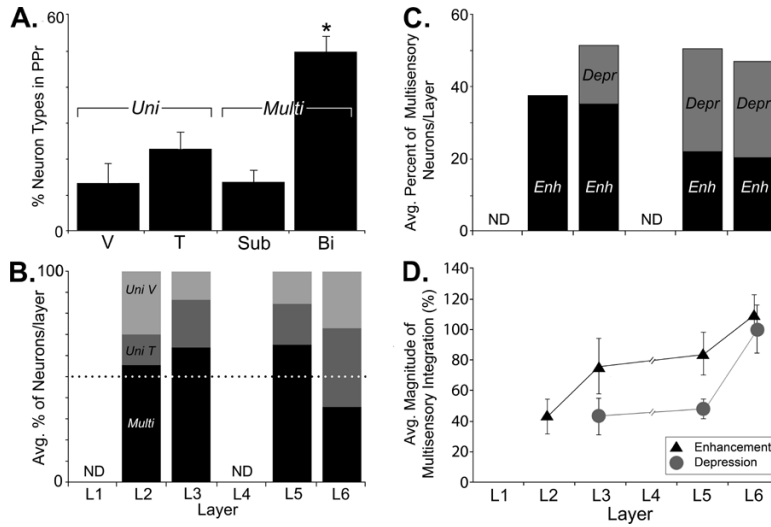 A.
% Neuron Types in PPr
60
0
Uni
Multi
*
V T Sub Bi
B.
Avg. % of Neurons/layer
100
0
Uni V
Uni T
Multi
ND
ND
L1 L2 L3 L4 L5 L6
Layer
C.
Avg. Percent of Multisensory
Neurons/Layer
60
40
20
0
ND
Enh
Depr
Enh
ND
Depr
Enh
Depr
Enh
D.
Avg. Magnitude of
Multisensory Integration (%)
140
120
100
80
60
40
20
0
Enhancement
Depression
L1 L2 L3 L4 L5 L6
Layer